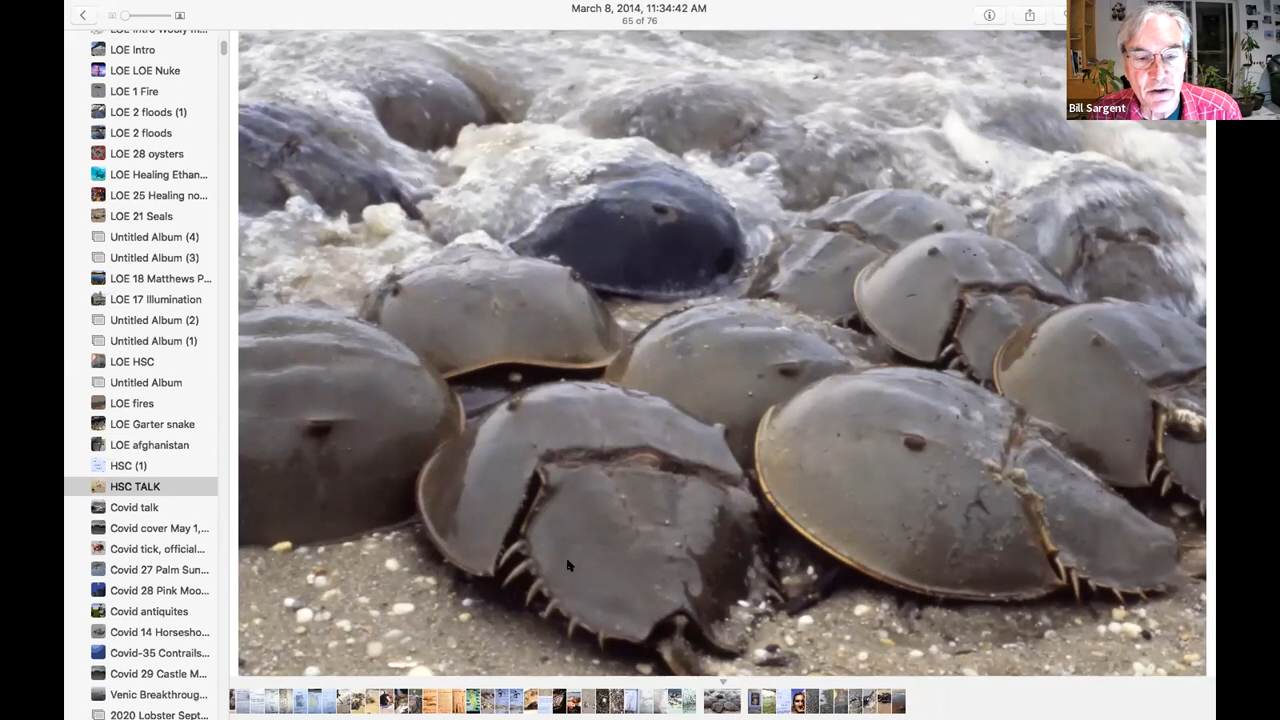 March 8, 2014, 11:34:42 AM
65 of 76
Bill Sargent
LOE Intro Wooly m...
LOE Intro
LOE LOE Nuke
LOE 1 Fire
LOE 2 floods (1)
LOE 2 floods
LOE 28 oysters
LOE Healing Ethan...
LOE 25 Healing no...
LOE 21 Seals
Untitled Album (4)
Untitled Album (3)
LOE 18 Matthews P...
LOE 17 Illumination
Untitled Album (2)
Untitled Album (1)
LOE HSC
Untitled Album
LOE fires
LOE Garter snake
LOE afghanistan
HSC (1)
HSC TALK
Covid talk
Covid cover May 1,...
Covid tick, official...
Covid 27 Palm Sun...
Covid 28 Pink Moo...
Covid antiquites
Covid 14 Horsesho...
Covid-35 Contrails...
Covid 29 Castle M...
Venic Breakthroug...
2020 Lobster Sept...